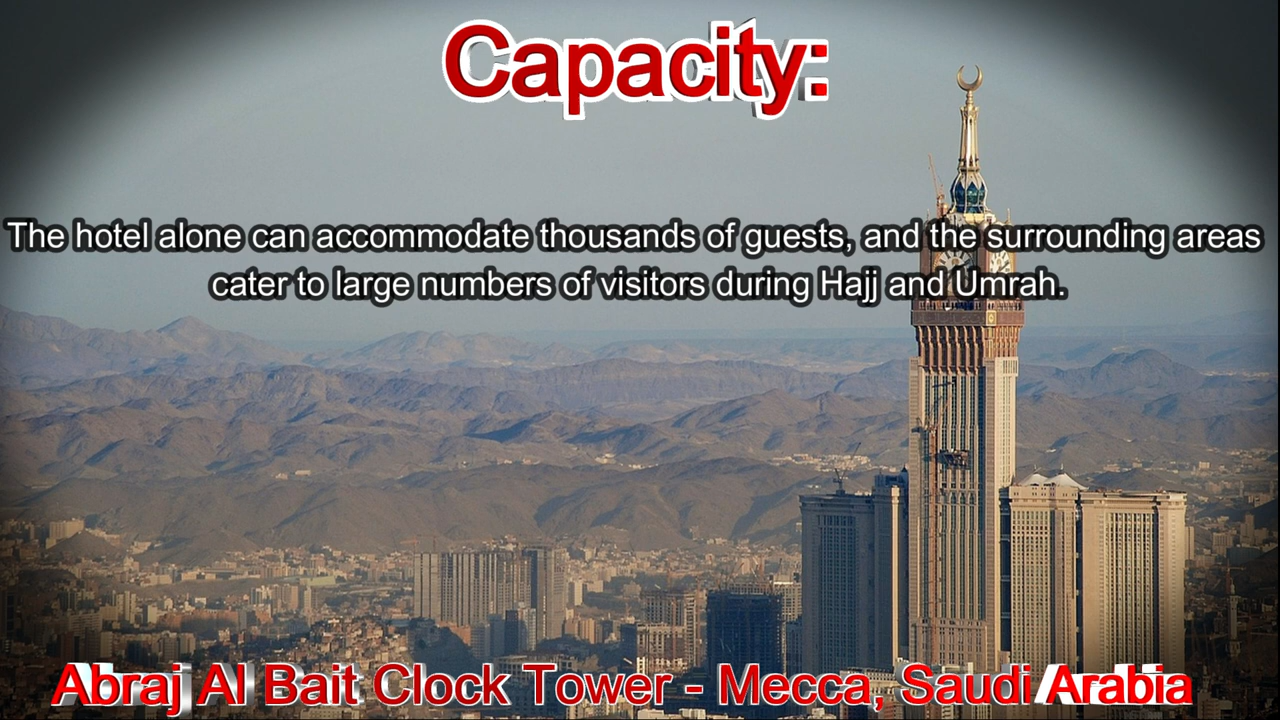 Capacity:
The hotel alone can accommodate thousands of guests, and the surrounding areas
cater to large numbers of visitors during Hajj and Umrah.
Abraj Al Bait Clock Tower - Mecca, Saudi Arabia